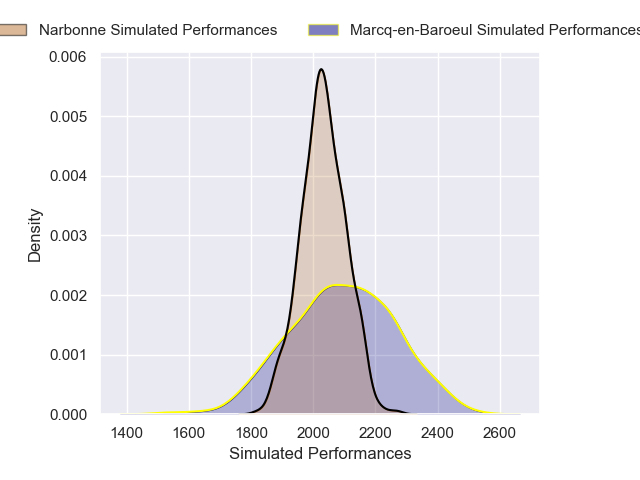 Narbonne Simulated Performances
Marcq-en-Baroeul Simulated Performances
0.006
0.005
0.004
0.003
0.002
0.001
0.000
Density
1400 1600 1800 2000 2200 2400 2600
Simulated Performances